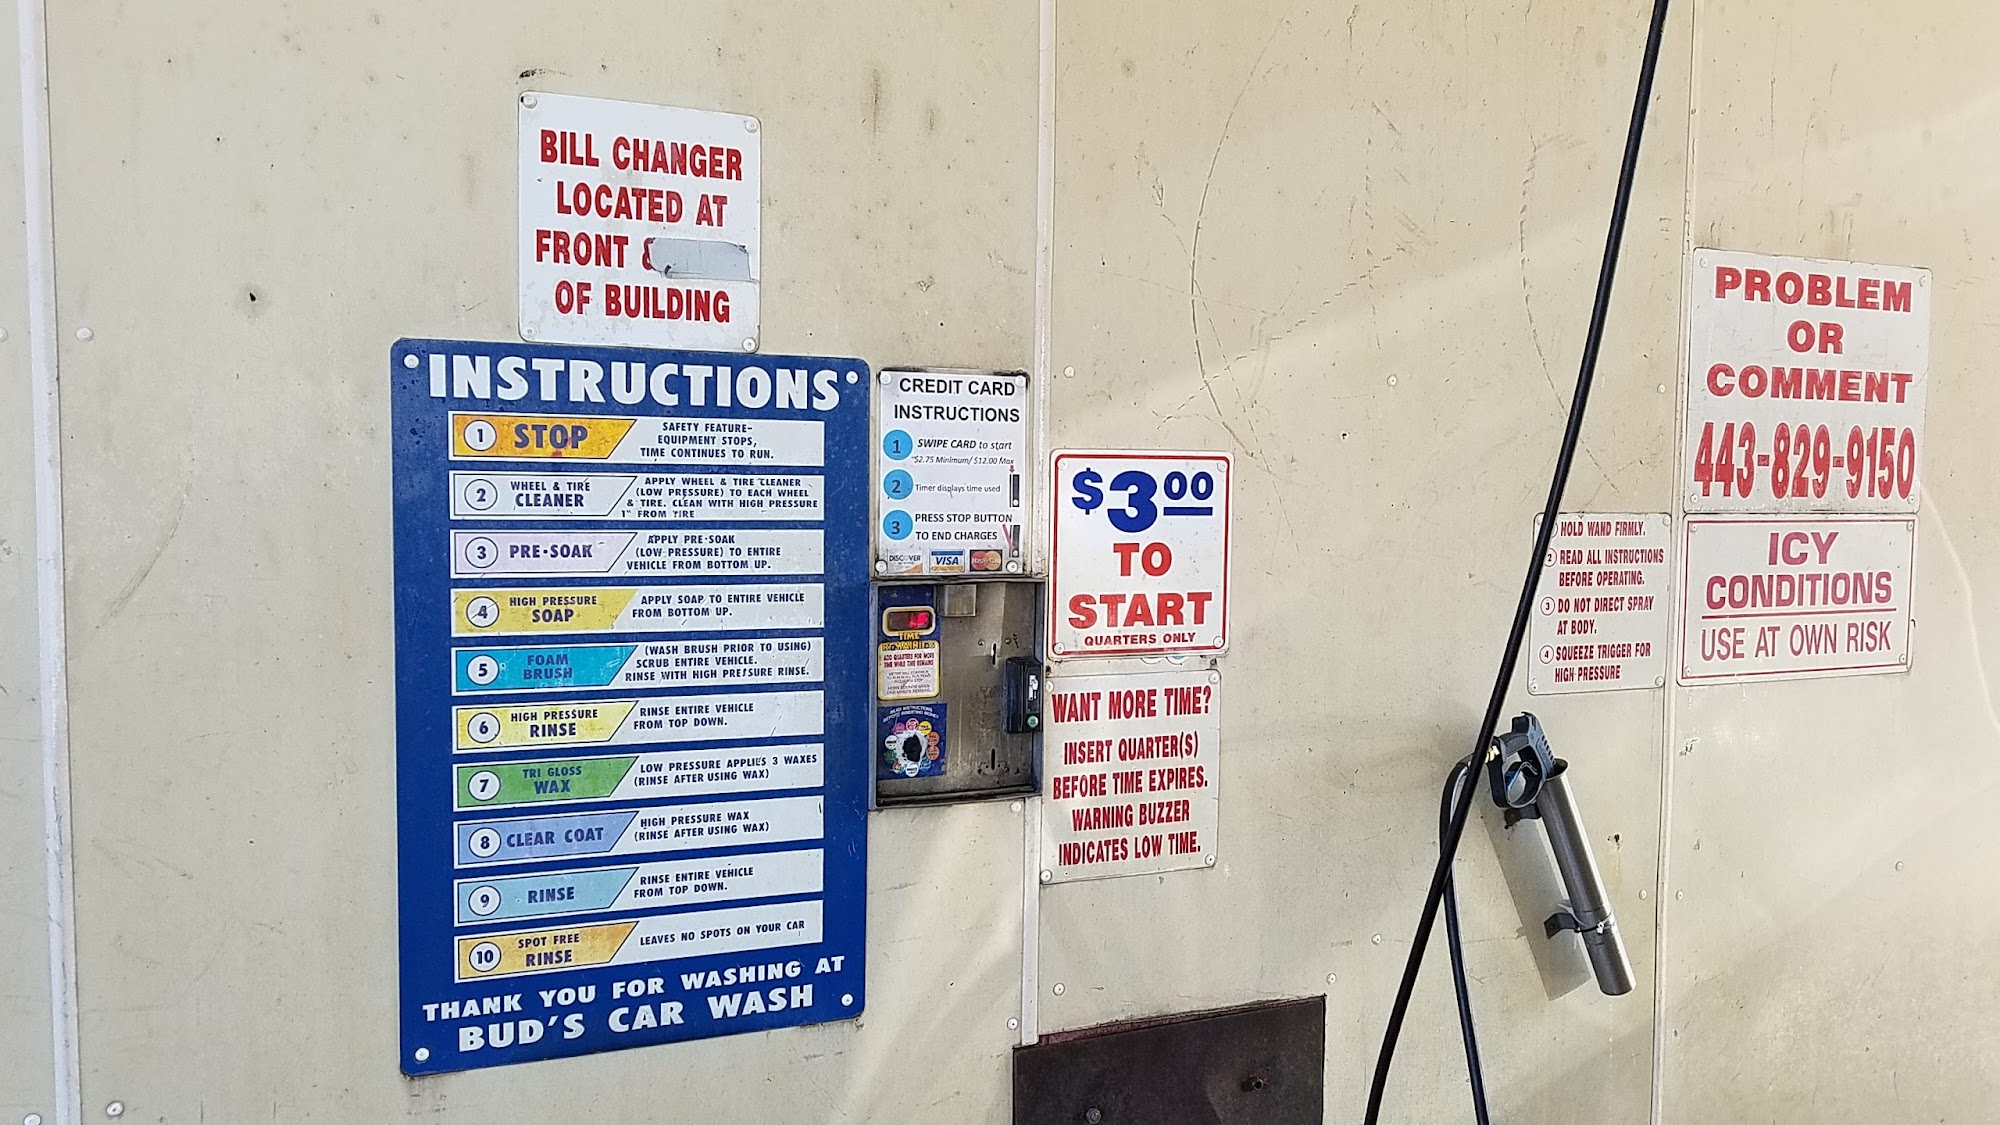 BILL CHANGER
LOCATED AT
FRONT &
OF BUILDING
INSTRUCTIONS
1 STOP
SAFETY FEATURE-
EQUIPMENT STOPS,
TIME CONTINUES TO RUN.
2 WHEEL & TIRE
CLEANER
APPLY WHEEL & TIRE CLEANER
(LOW PRESSURE) TO EACH WHEEL
& TIRE. CLEAN WITH HIGH PRESSURE
1" FROM TIRE
3 PRE-SOAK
APPLY PRE-SOAK
(LOW PRESSURE) TO ENTIRE
VEHICLE FROM BOTTOM UP.
4 HIGH PRESSURE
SOAP
APPLY SOAP TO ENTIRE VEHICLE
FROM BOTTOM UP.
5 FOAM
BRUSH
(WASH BRUSH PRIOR TO USING)
SCRUB ENTIRE VEHICLE.
RINSE WITH HIGH PRESSURE RINSE.
6 HIGH PRESSURE
RINSE
RINSE ENTIRE VEHICLE
FROM TOP DOWN.
7 TRI GLOSS
WAX
LOW PRESSURE APPLIES 3 WAXES
(RINSE AFTER USING WAX)
8 CLEAR COAT
HIGH PRESSURE WAX
(RINSE AFTER USING WAX)
9 RINSE
RINSE ENTIRE VEHICLE
FROM TOP DOWN.
10 SPOT FREE
RINSE
LEAVES NO SPOTS ON YOUR CAR
THANK YOU FOR WASHING AT
BUD'S CAR WASH
CREDIT CARD
INSTRUCTIONS
1 SWIPE CARD to start
*$2.75 Minimum/ $12.00 Max
2 Timer displays time used
3 PRESS STOP BUTTON
TO END CHARGES
DISCOVER VISA MasterCard
TIME
ADD QUARTERS FOR MORE
TIME WHILE TIME REMAINS
$3.00
TO
START
QUARTERS ONLY
WANT MORE TIME?
INSERT QUARTER(S)
BEFORE TIME EXPIRES.
WARNING BUZZER
INDICATES LOW TIME.
HOLD WAND FIRMLY.
2 READ ALL INSTRUCTIONS
BEFORE OPERATING.
3 DO NOT DIRECT SPRAY
AT BODY.
4 SQUEEZE TRIGGER FOR
HIGH PRESSURE
PROBLEM
OR
COMMENT
443-829-9150
ICY
CONDITIONS
USE AT OWN RISK